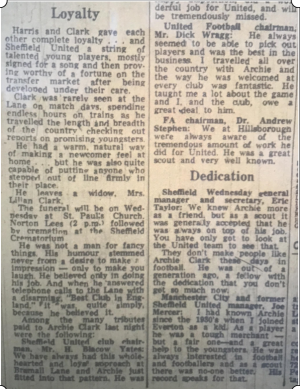 Loyalty
Harris and Clark gave each
other complete loyalty . . . and
Sheffield United a string of
talented young players, mostly
signed for a song and then prov-
ing worthy of a fortune on the
transfer market after being
developed under their care.
Clark was rarely seen at the
Lane on match days, spending
endless hours on trains as he
travelled the length and breadth
of the country checking out
reports on promising youngsters.
He had a warm, natural way
of making a newcomer feel at
home . . . but he was also quite
capable of putting anyone who
stepped out of line firmly in
their place.
He leaves a widow, Mrs.
Lilian Clark.
The funeral will be on Wed-
nesday at St. Paul's Church,
Norton Lees (2 p.m.) followed
by cremation at the Sheffield
Crematorium
He was not a man for fancy
things. His humour stemmed
never from a desire to make
impression — only to make you
laugh. He believed only in doing
his job. And when he answered
telephone calls to the Lane with
a disarming, "Best Club in
England," it was quite simply
because he believed it.
Among the many tributes
paid to Archie Clark last night
were the following:
Sheffield United club chair-
man, Mr. H. Blacow Yates:
We have always had this whole-
hearted and loyal approach at
Bramall Lane and Archie just
fitted into that pattern. He was
derful job for United, and will
be tremendously missed.
United Football chairman,
Mr. Dick Wragg: He always
seemed to be able to pick out
players and was the best in the
business. I travelled all over
the country with Archie and
the way he was welcomed at
every club was fantastic. He
taught me a lot about the game
and I, and the club, owe a
great deal to him.
FA chairman, Dr. Andrew
Stephen: We at Hillsborough
were always aware of the
tremendous amount of work he
did for United. He was a great
scout and very well known.
Dedication
Sheffield Wednesday general
manager and secretary, Eric
Taylor: We knew Archie more
as a friend, but as a scout it
was generally accepted that he
was always on top of his job.
You have only got to look at
the United team to see that.
They don't make people like
Archie Clark these days in
football. He was out of a
generation ago, a fellow with
the dedication that you don't
get so much now.
Manchester City and former
Sheffield United manager, Joe
Mercer: I had known Archie
since the 1930's when I joined
Everton as a kid. As a player
he was a tough merchant —
but a fair one — and a great
help to the youngsters. He was
always interested in football
and footballers and as a scout
there was no-one better. His
record speaks for that.